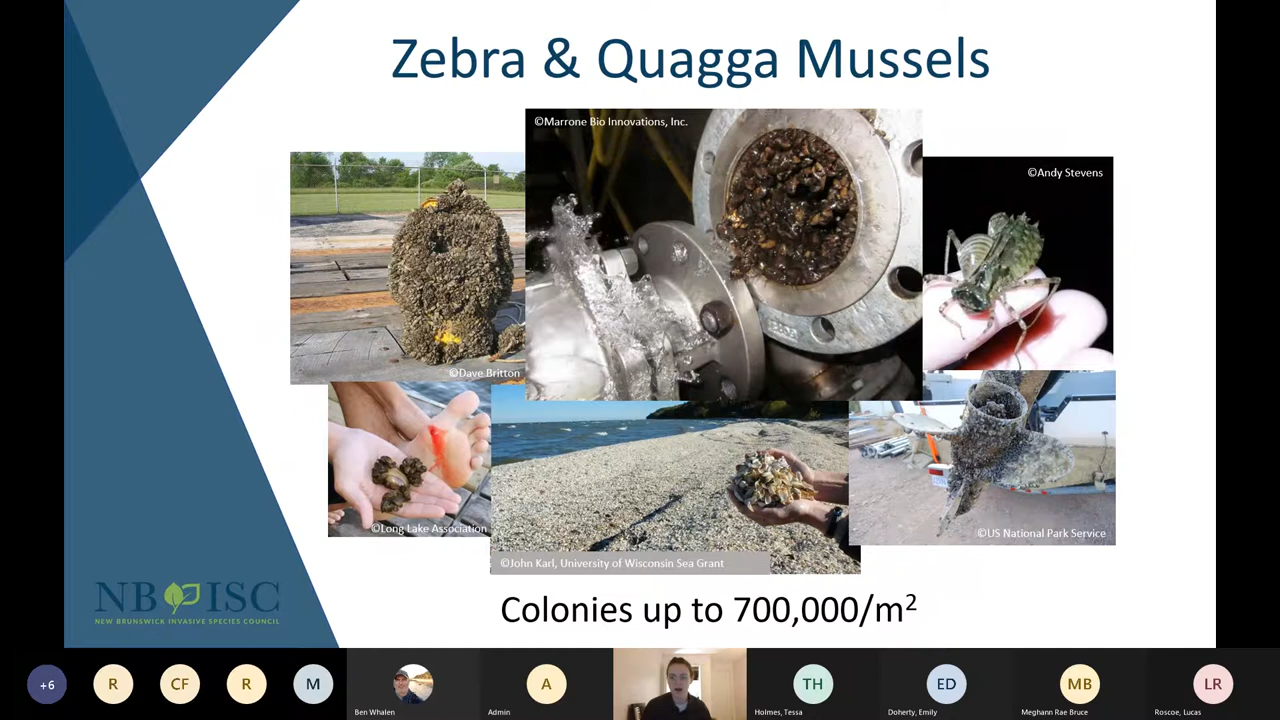 Zebra & Quagga Mussels
©Marrone Bio Innovations, Inc.
©Andy Stevens
©Dave Britton
©Long Lake Association
©US National Park Service
©John Karl, University of Wisconsin Sea Grant
NB ISC
NEW BRUNSWICK INVASIVE SPECIES COUNCIL
Colonies up to 700,000/m²
+6
R
CF
R
M
Ben Whalen
A
Admin
TH
Holmes, Tessa
ED
Doherty, Emily
MB
Meghann Rae Bruce
LR
Roscoe, Lucas